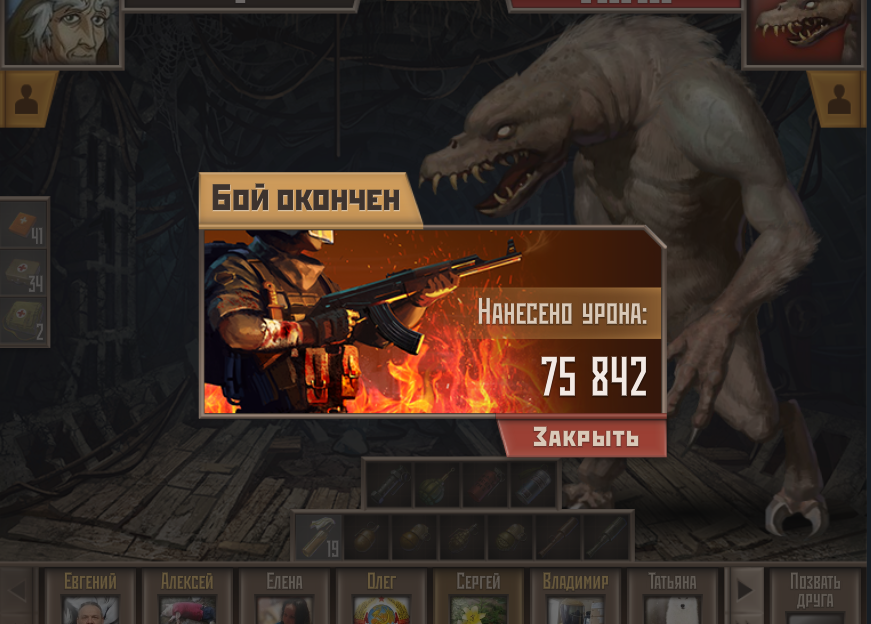 Бой окончен
41
34
2
Нанесено урона:
75 842
Закрыть
19
Евгений
Алексей
Елена
Олег
Сергей
Владимир
Татьяна
Позвать
друга